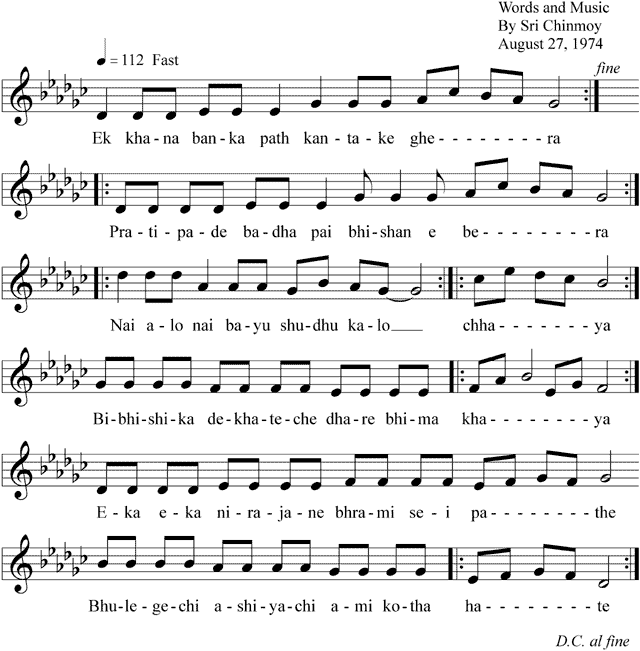 Words and Music
By Sri Chinmoy
August 27, 1974
= 112 Fast
fine
Ek kha - na ban - ka path kan - ta - ke ghe - - - - - - - - ra
Pra - ti - pa - de ba - dha pai bhi - shan e be - - - - - - - ra
Nai a - lo nai ba - yu shu - dhu ka - lo____ chha - - - - - - - ya
Bi - bhi - shi - ka de - kha - te - che dha - re bhi - ma kha - - - - - - ya
E - ka e - ka ni - ra - ja - ne bhra - mi se - i pa - - - - - - the
Bhu - le - ge - chi a - shi - ya - chi a - mi ko - tha ha - - - - - - te
D.C. al fine